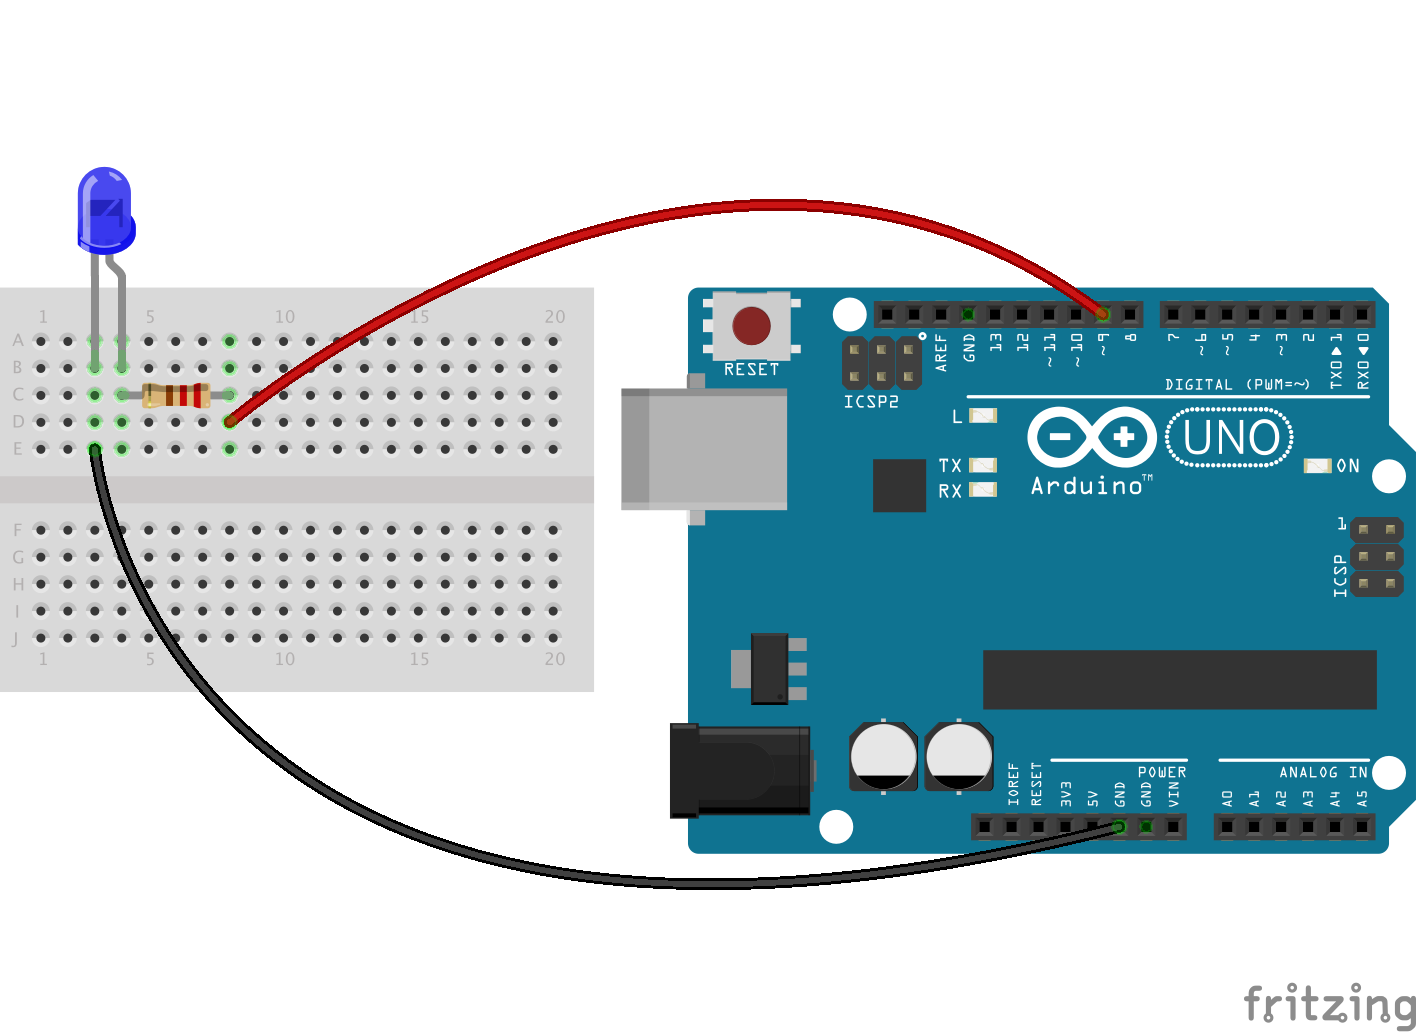 1 5 10 15 20
A
B
C
D
E
F
G
H
I
J
1 5 10 15 20
RESET
ICSP2
AREF
GND
13
12
~11
~10
~9
8
7
~6
~5
4
~3
2
TX0▶1
RX0◀0
DIGITAL (PWM=~)
L
TX
RX
UNO
Arduino™
ON
1
ICSP
IOREF
RESET
3V3
5V
GND
GND
VIN
POWER
ANALOG IN
A0
A1
A2
A3
A4
A5
fritzing